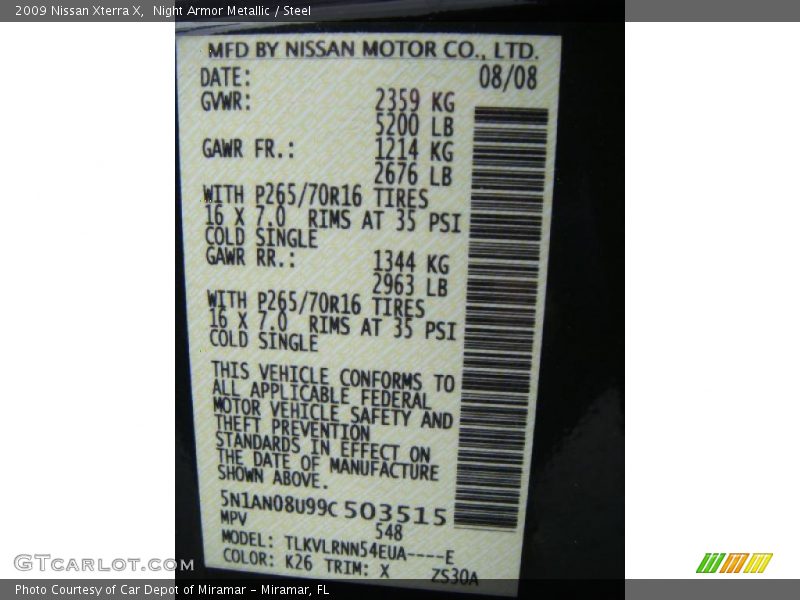 2009 Nissan Xterra X,  Night Armor Metallic / Steel
MFD BY NISSAN MOTOR CO., LTD.
DATE: 08/08
GVWR: 2359 KG
5200 LB
GAWR FR.: 1214 KG
2676 LB
WITH P265/70R16 TIRES
16 X 7.0 RIMS AT 35 PSI
COLD SINGLE
GAWR RR.: 1344 KG
2963 LB
WITH P265/70R16 TIRES
16 X 7.0 RIMS AT 35 PSI
COLD SINGLE
THIS VEHICLE CONFORMS TO
ALL APPLICABLE FEDERAL
MOTOR VEHICLE SAFETY AND
THEFT PREVENTION
STANDARDS IN EFFECT ON
THE DATE OF MANUFACTURE
SHOWN ABOVE.
5N1AN08U99C503515
MPV 548
MODEL: TLKVLRNN54EUA----E
COLOR: K26 TRIM: X ZS30A
GTCARLOT.COM
Photo Courtesy of Car Depot of Miramar – Miramar, FL